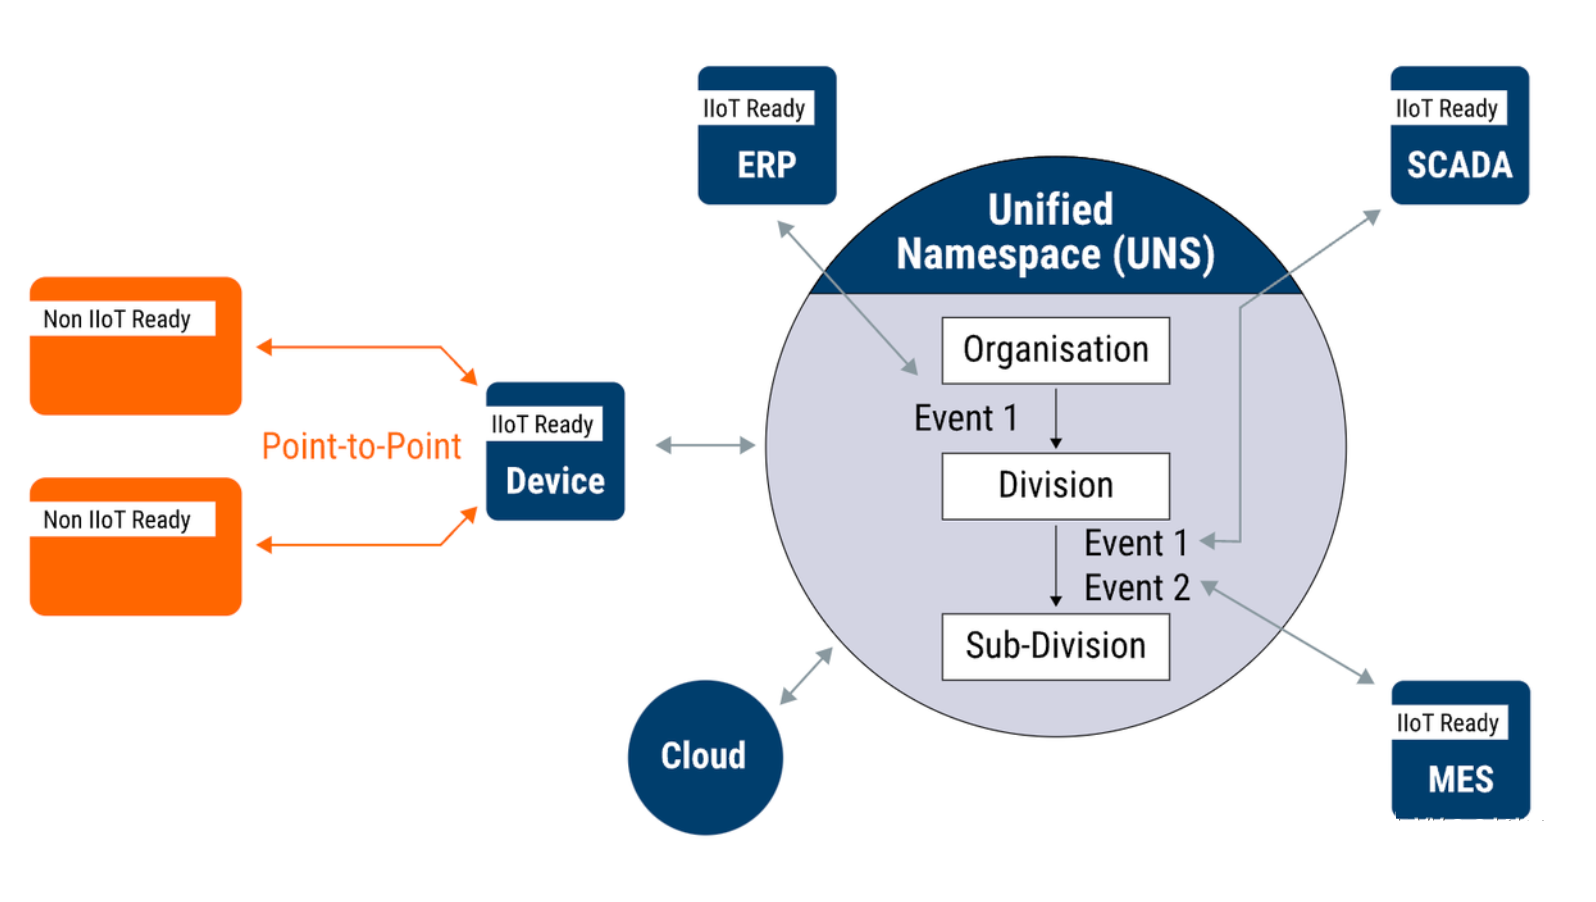 IIoT Ready
ERP
IIoT Ready
SCADA
Unified
Namespace (UNS)
Non IIoT Ready
Organisation
IIoT Ready
Device
Point-to-Point
Event 1
Division
Non IIoT Ready
Event 1
Event 2
Sub-Division
Cloud
IIoT Ready
MES